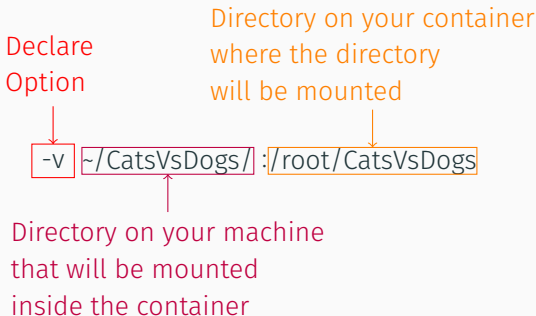 Directory on your container
where the directory
will be mounted
Declare
Option
-v ~/CatsVsDogs/ :/root/CatsVsDogs
Directory on your machine
that will be mounted
inside the container